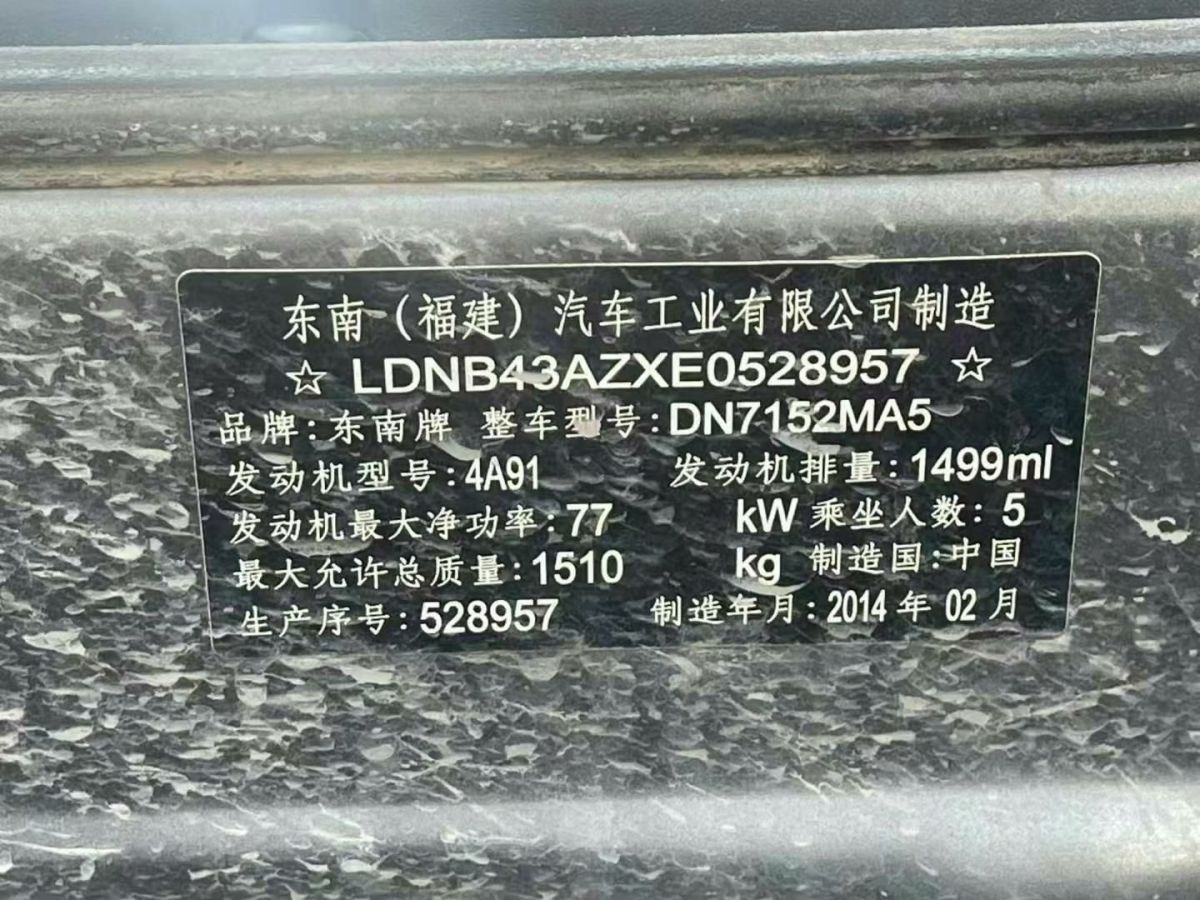 东南（福建）汽车工业有限公司制造
☆ LDNB43AZXE0528957 ☆
品牌：东南牌 整车型号：DN7152MA5
发动机型号：4A91 发动机排量：1499ml
发动机最大净功率：77 kW 乘坐人数：5
最大允许总质量：1510 kg 制造国：中国
生产序号：528957 制造年月：2014 年 02 月